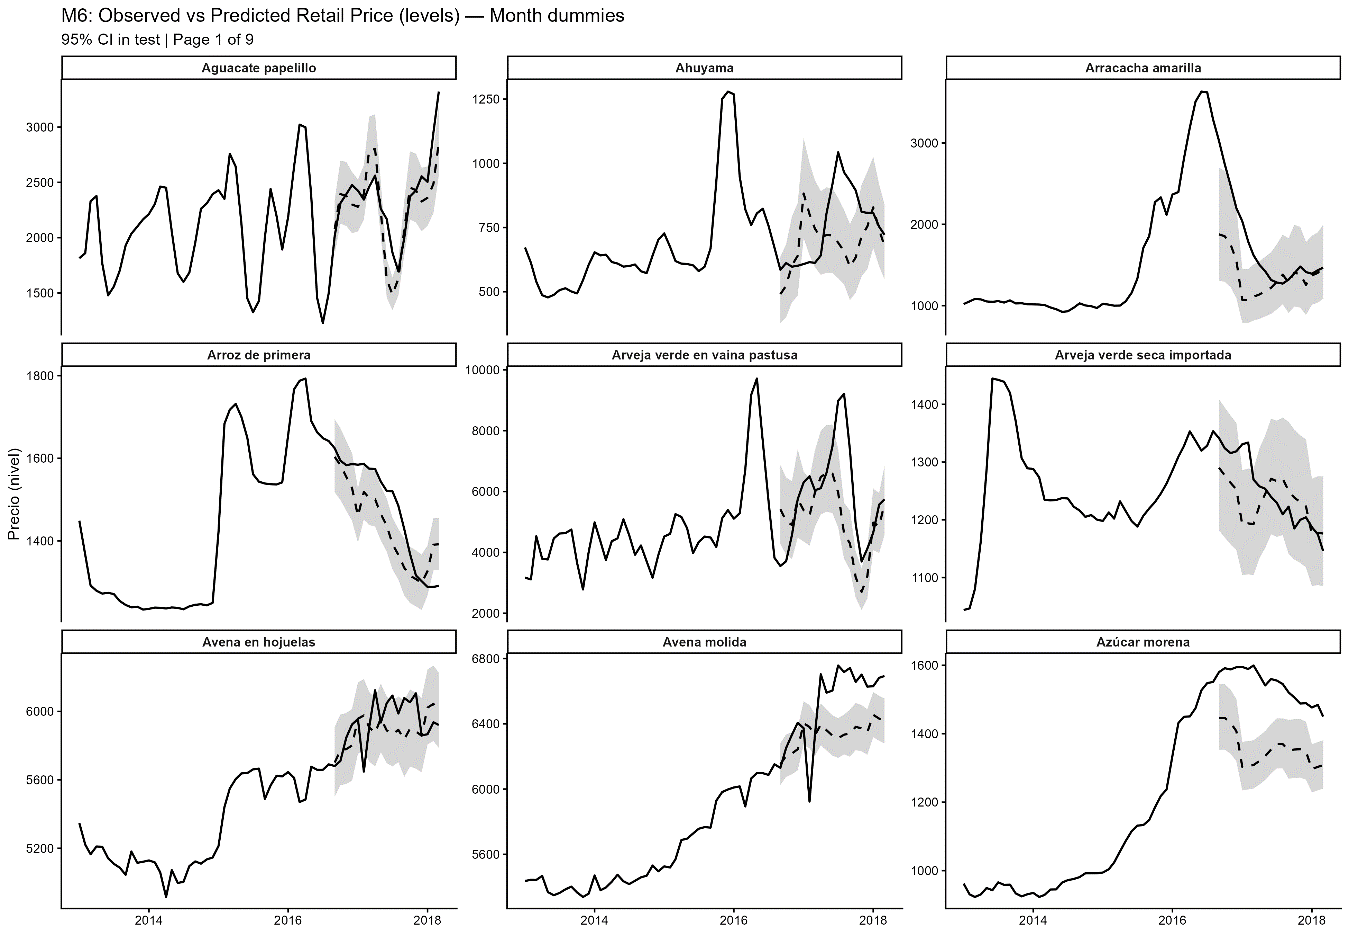 M6: Observed vs Predicted Retail Price (levels) — Month dummies
95% CI in test | Page 1 of 9
Aguacate papelillo
Ahuyama
Arracacha amarilla
3000
2500
2000
1500
1250
1000
750
500
3000
2000
1000
Arroz de primera
Arveja verde en vaina pastusa
Arveja verde seca importada
Precio (nivel)
1800
1600
1400
10000
8000
6000
4000
2000
1400
1300
1200
1100
Avena en hojuelas
Avena molida
Azúcar morena
6000
5600
5200
6800
6400
6000
5600
1600
1400
1200
1000
2014 2016 2018
2014 2016 2018
2014 2016 2018